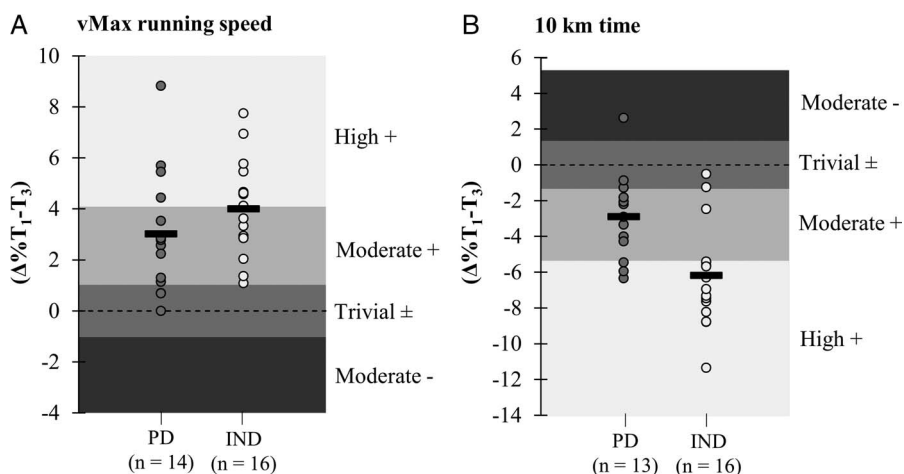 A
vMax running speed
(Δ%T₁-T₃)
10
8
6
4
2
0
-2
-4
High +
Moderate +
Trivial ±
Moderate -
PD
(n = 14)
IND
(n = 16)
B
10 km time
(Δ%T₁-T₃)
6
4
2
0
-2
-4
-6
-8
-10
-12
-14
Moderate -
Trivial ±
Moderate +
High +
PD
(n = 13)
IND
(n = 16)